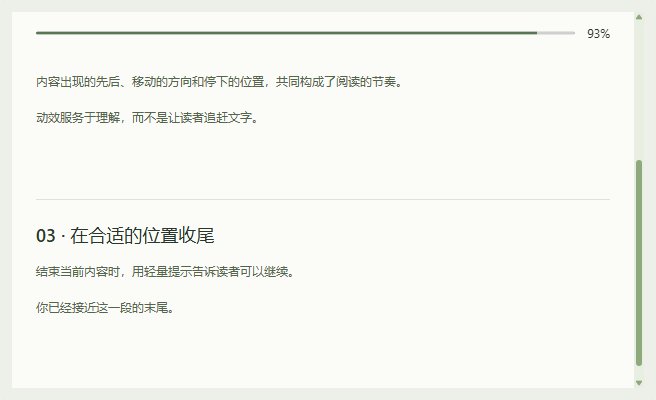 93%
内容出现的先后、移动的方向和停下的位置，共同构成了阅读的节奏。
动效服务于理解，而不是让读者追赶文字。
03 · 在合适的位置收尾
结束当前内容时，用轻量提示告诉读者可以继续。
你已经接近这一段的末尾。